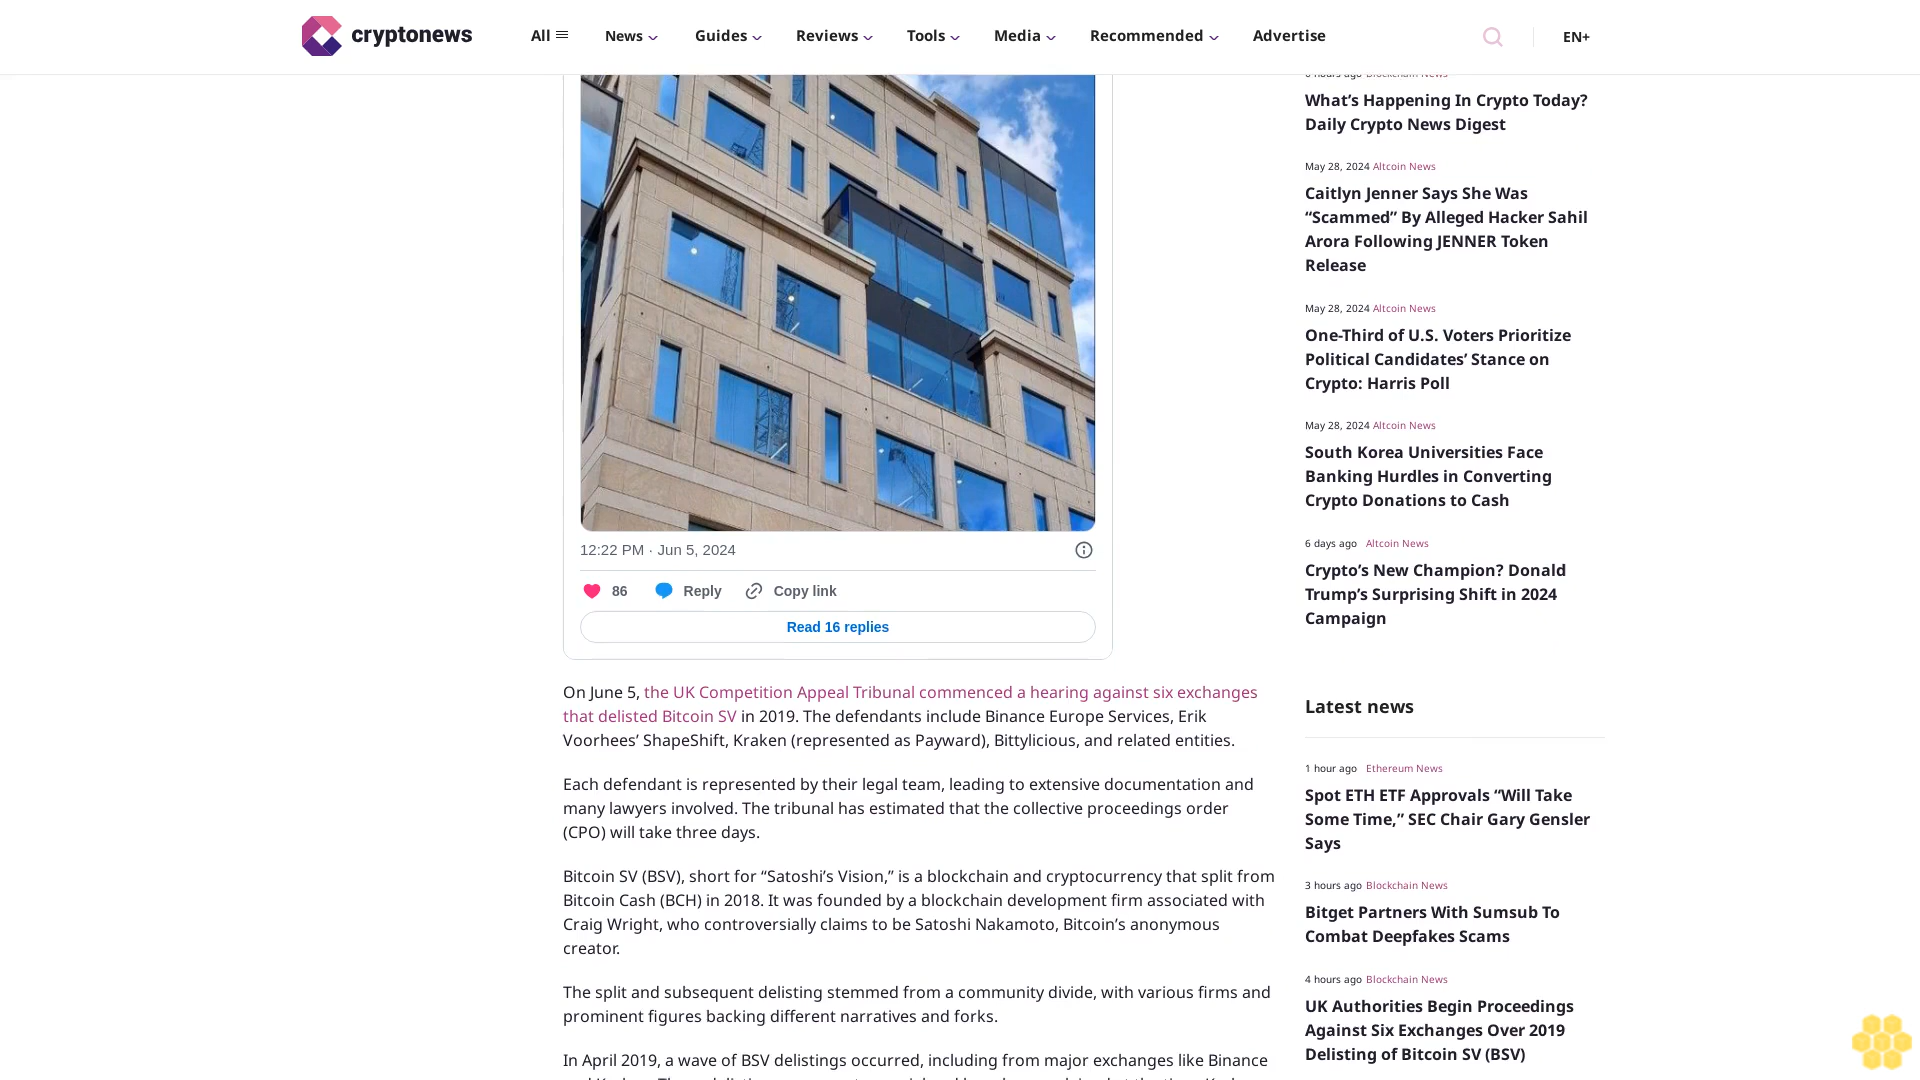 cryptonews
All
News
Guides
Reviews
Tools
Media
Recommended
Advertise
EN+
12:22 PM · Jun 5, 2024
86
Reply
Copy link
Read 16 replies
On June 5, the UK Competition Appeal Tribunal commenced a hearing against six exchanges
that delisted Bitcoin SV in 2019. The defendants include Binance Europe Services, Erik
Voorhees’ ShapeShift, Kraken (represented as Payward), Bittylicious, and related entities.
Each defendant is represented by their legal team, leading to extensive documentation and
many lawyers involved. The tribunal has estimated that the collective proceedings order
(CPO) will take three days.
Bitcoin SV (BSV), short for “Satoshi’s Vision,” is a blockchain and cryptocurrency that split from
Bitcoin Cash (BCH) in 2018. It was founded by a blockchain development firm associated with
Craig Wright, who controversially claims to be Satoshi Nakamoto, Bitcoin’s anonymous
creator.
The split and subsequent delisting stemmed from a community divide, with various firms and
prominent figures backing different narratives and forks.
In April 2019, a wave of BSV delistings occurred, including from major exchanges like Binance
hours ago Blockchain News
What’s Happening In Crypto Today?
Daily Crypto News Digest
May 28, 2024 Altcoin News
Caitlyn Jenner Says She Was
“Scammed” By Alleged Hacker Sahil
Arora Following JENNER Token
Release
May 28, 2024 Altcoin News
One-Third of U.S. Voters Prioritize
Political Candidates’ Stance on
Crypto: Harris Poll
May 28, 2024 Altcoin News
South Korea Universities Face
Banking Hurdles in Converting
Crypto Donations to Cash
6 days ago Altcoin News
Crypto’s New Champion? Donald
Trump’s Surprising Shift in 2024
Campaign
Latest news
1 hour ago Ethereum News
Spot ETH ETF Approvals “Will Take
Some Time,” SEC Chair Gary Gensler
Says
3 hours ago Blockchain News
Bitget Partners With Sumsub To
Combat Deepfakes Scams
4 hours ago Blockchain News
UK Authorities Begin Proceedings
Against Six Exchanges Over 2019
Delisting of Bitcoin SV (BSV)